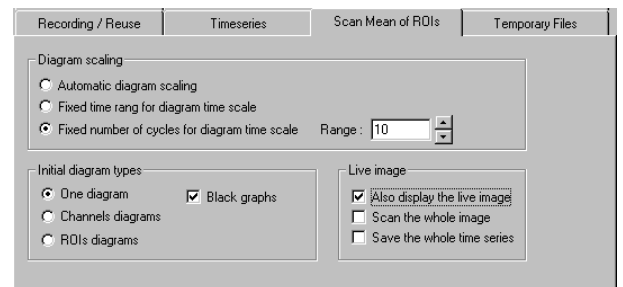 Recording / Reuse Timeseries Scan Mean of ROIs Temporary Files
Diagram scaling
Automatic diagram scaling
Fixed time rang for diagram time scale
Fixed number of cycles for diagram time scale Range : 10
Initial diagram types Live image
One diagram Black graphs Also display the live image
Channels diagrams Scan the whole image
ROIs diagrams Save the whole time series